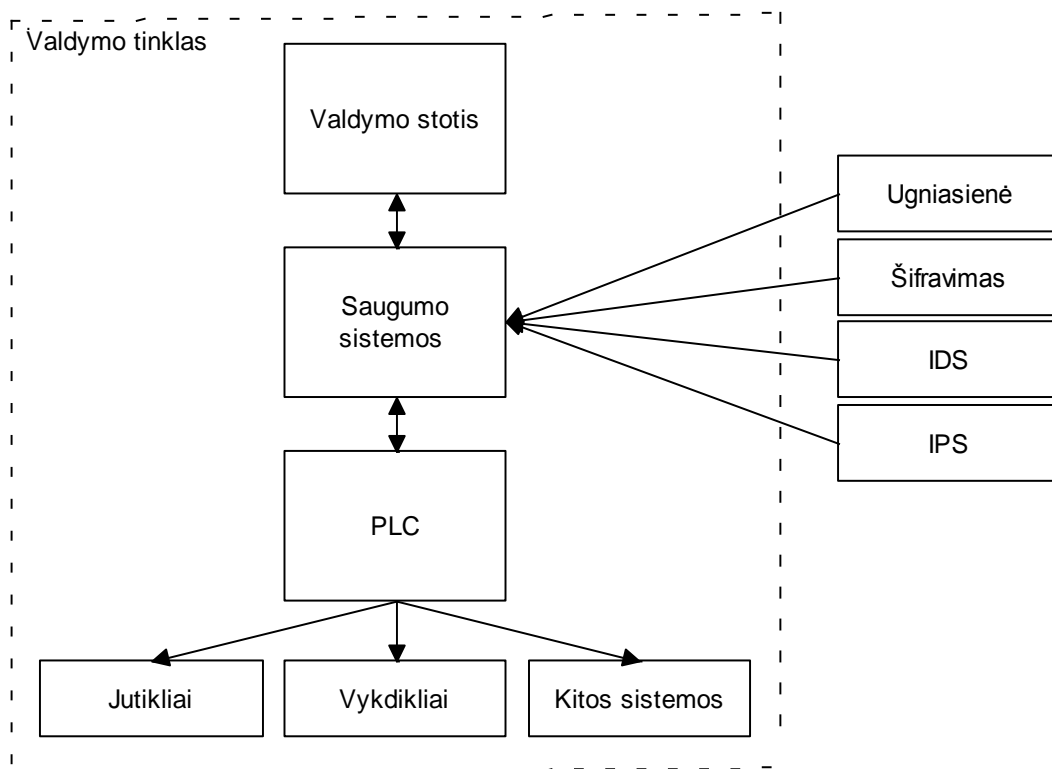 Valdymo tinklas
Valdymo stotis
Ugniasienė
Šifravimas
Saugumo
sistemos
IDS
IPS
PLC
Jutikliai
Vykdikliai
Kitos sistemos